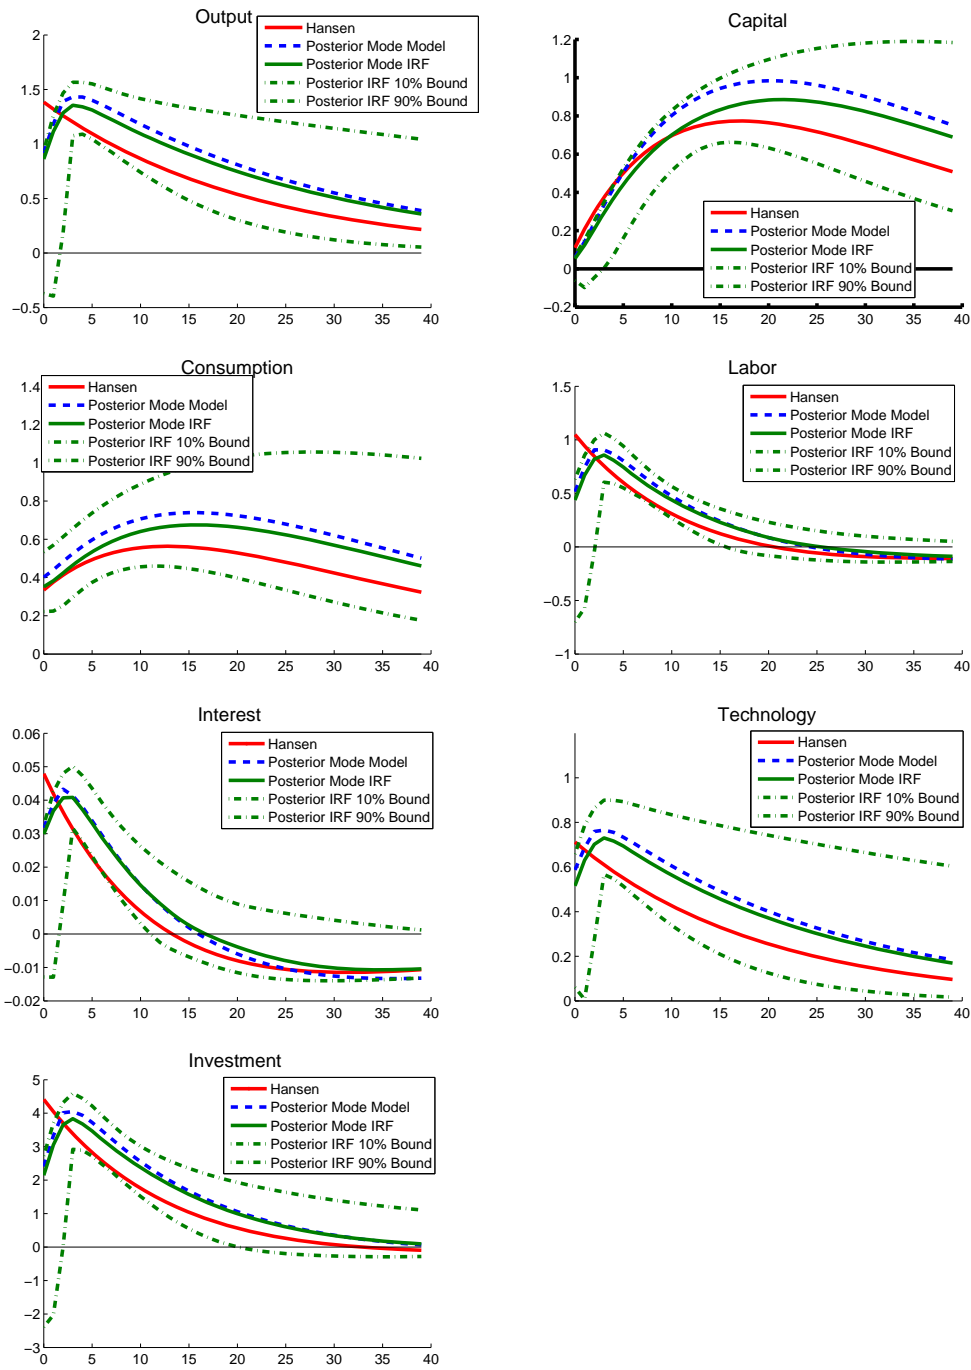 Output
Hansen
Posterior Mode Model
Posterior Mode IRF
Posterior IRF 10% Bound
Posterior IRF 90% Bound
2
1.5
1
0.5
0
−0.5
0 5 10 15 20 25 30 35 40
Capital
1.2
1
0.8
0.6
0.4
0.2
0
−0.2
Hansen
Posterior Mode Model
Posterior Mode IRF
Posterior IRF 10% Bound
Posterior IRF 90% Bound
0 5 10 15 20 25 30 35 40
Consumption
1.4
1.2
1
0.8
0.6
0.4
0.2
0
Hansen
Posterior Mode Model
Posterior Mode IRF
Posterior IRF 10% Bound
Posterior IRF 90% Bound
0 5 10 15 20 25 30 35 40
Labor
1.5
1
0.5
0
−0.5
−1
Hansen
Posterior Mode Model
Posterior Mode IRF
Posterior IRF 10% Bound
Posterior IRF 90% Bound
0 5 10 15 20 25 30 35 40
Interest
0.06
0.05
0.04
0.03
0.02
0.01
0
−0.01
−0.02
Hansen
Posterior Mode Model
Posterior Mode IRF
Posterior IRF 10% Bound
Posterior IRF 90% Bound
0 5 10 15 20 25 30 35 40
Technology
1
0.8
0.6
0.4
0.2
0
Hansen
Posterior Mode Model
Posterior Mode IRF
Posterior IRF 10% Bound
Posterior IRF 90% Bound
0 5 10 15 20 25 30 35 40
Investment
5
4
3
2
1
0
−1
−2
−3
Hansen
Posterior Mode Model
Posterior Mode IRF
Posterior IRF 10% Bound
Posterior IRF 90% Bound
0 5 10 15 20 25 30 35 40